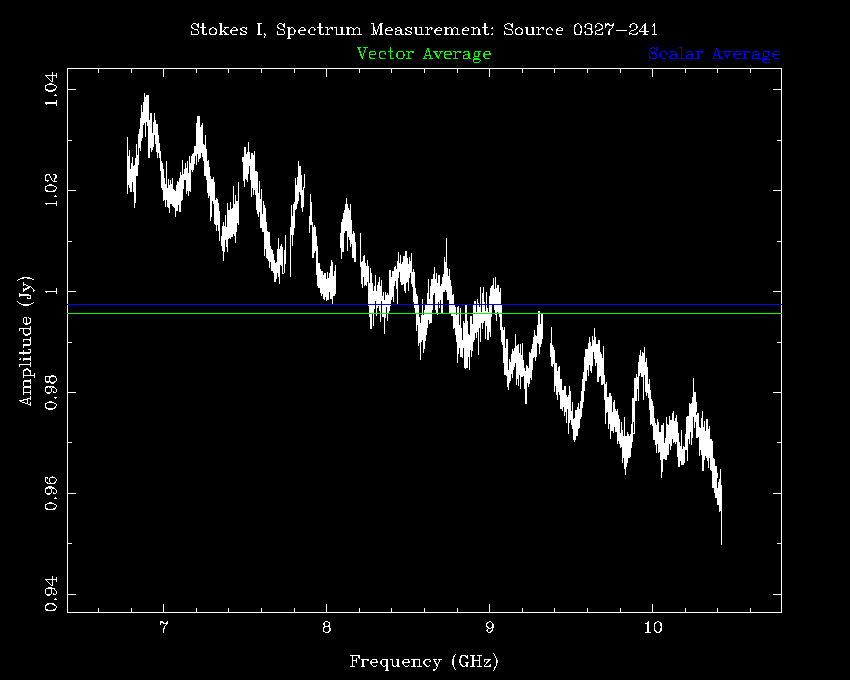 Stokes I, Spectrum Measurement: Source 0327-241
Vector Average Scalar Average
1.04
1.02
1
0.98
0.96
0.94
Amplitude (Jy)
7 8 9 10
Frequency (GHz)